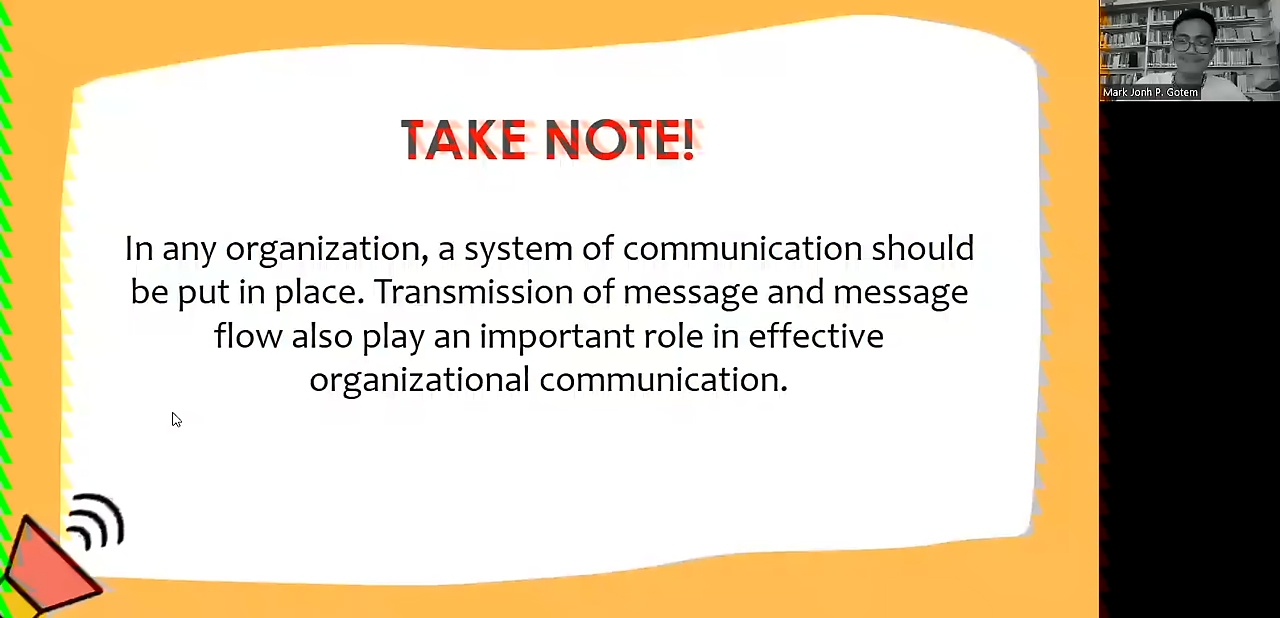 TAKE NOTE!
In any organization, a system of communication should
be put in place. Transmission of message and message
flow also play an important role in effective
organizational communication.
Mark Jonh P. Gotem